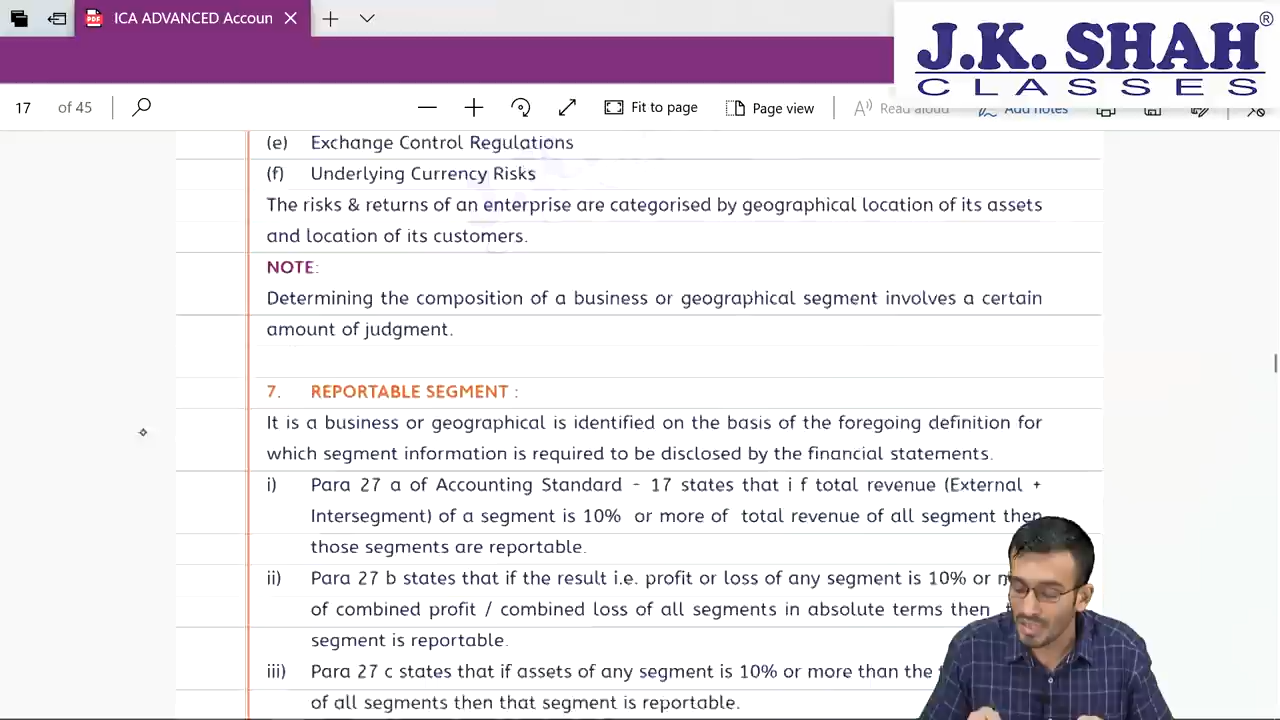 ICA ADVANCED Accoun
J.K. SHAH®
CLASSES
17 of 45
Fit to page
Page view
Read aloud
Add notes
(e) Exchange Control Regulations
(f) Underlying Currency Risks
The risks & returns of an enterprise are categorised by geographical location of its assets
and location of its customers.
NOTE:
Determining the composition of a business or geographical segment involves a certain
amount of judgment.
7. REPORTABLE SEGMENT :
It is a business or geographical is identified on the basis of the foregoing definition for
which segment information is required to be disclosed by the financial statements.
i) Para 27 a of Accounting Standard - 17 states that i f total revenue (External +
Intersegment) of a segment is 10% or more of total revenue of all segment then
those segments are reportable.
ii) Para 27 b states that if the result i.e. profit or loss of any segment is 10% or
of combined profit / combined loss of all segments in absolute terms then
segment is reportable.
iii) Para 27 c states that if assets of any segment is 10% or more than the
of all segments then that segment is reportable.